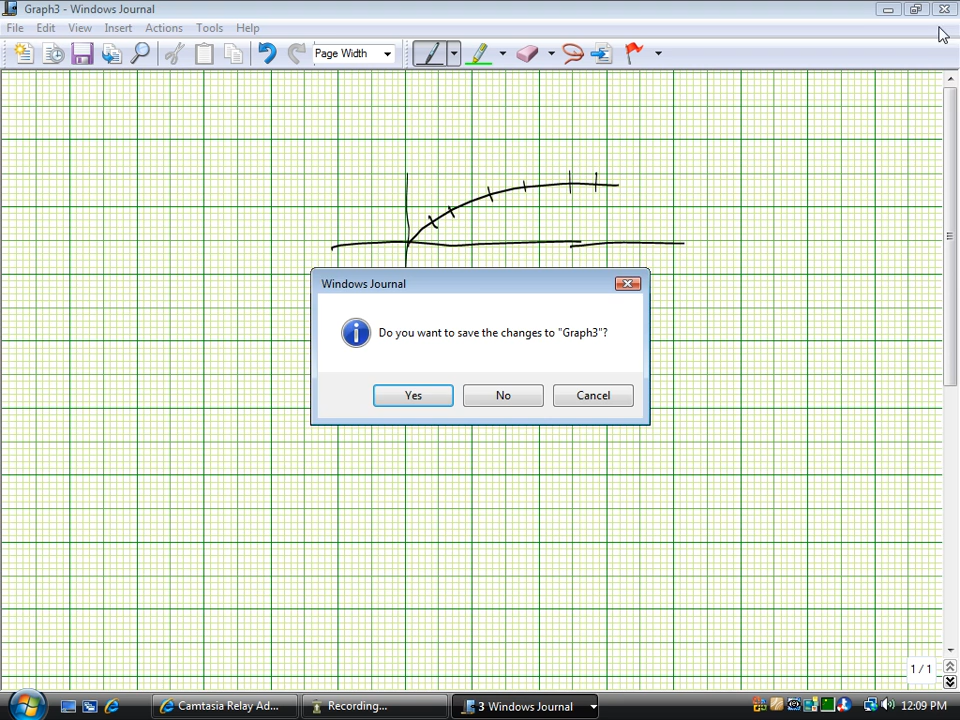 Graph3 - Windows Journal
File Edit View Insert Actions Tools Help
Page Width
Windows Journal
Do you want to save the changes to "Graph3"?
Yes No Cancel
1 / 1
Camtasia Relay Ad... Recording... 3 Windows Journal 12:09 PM